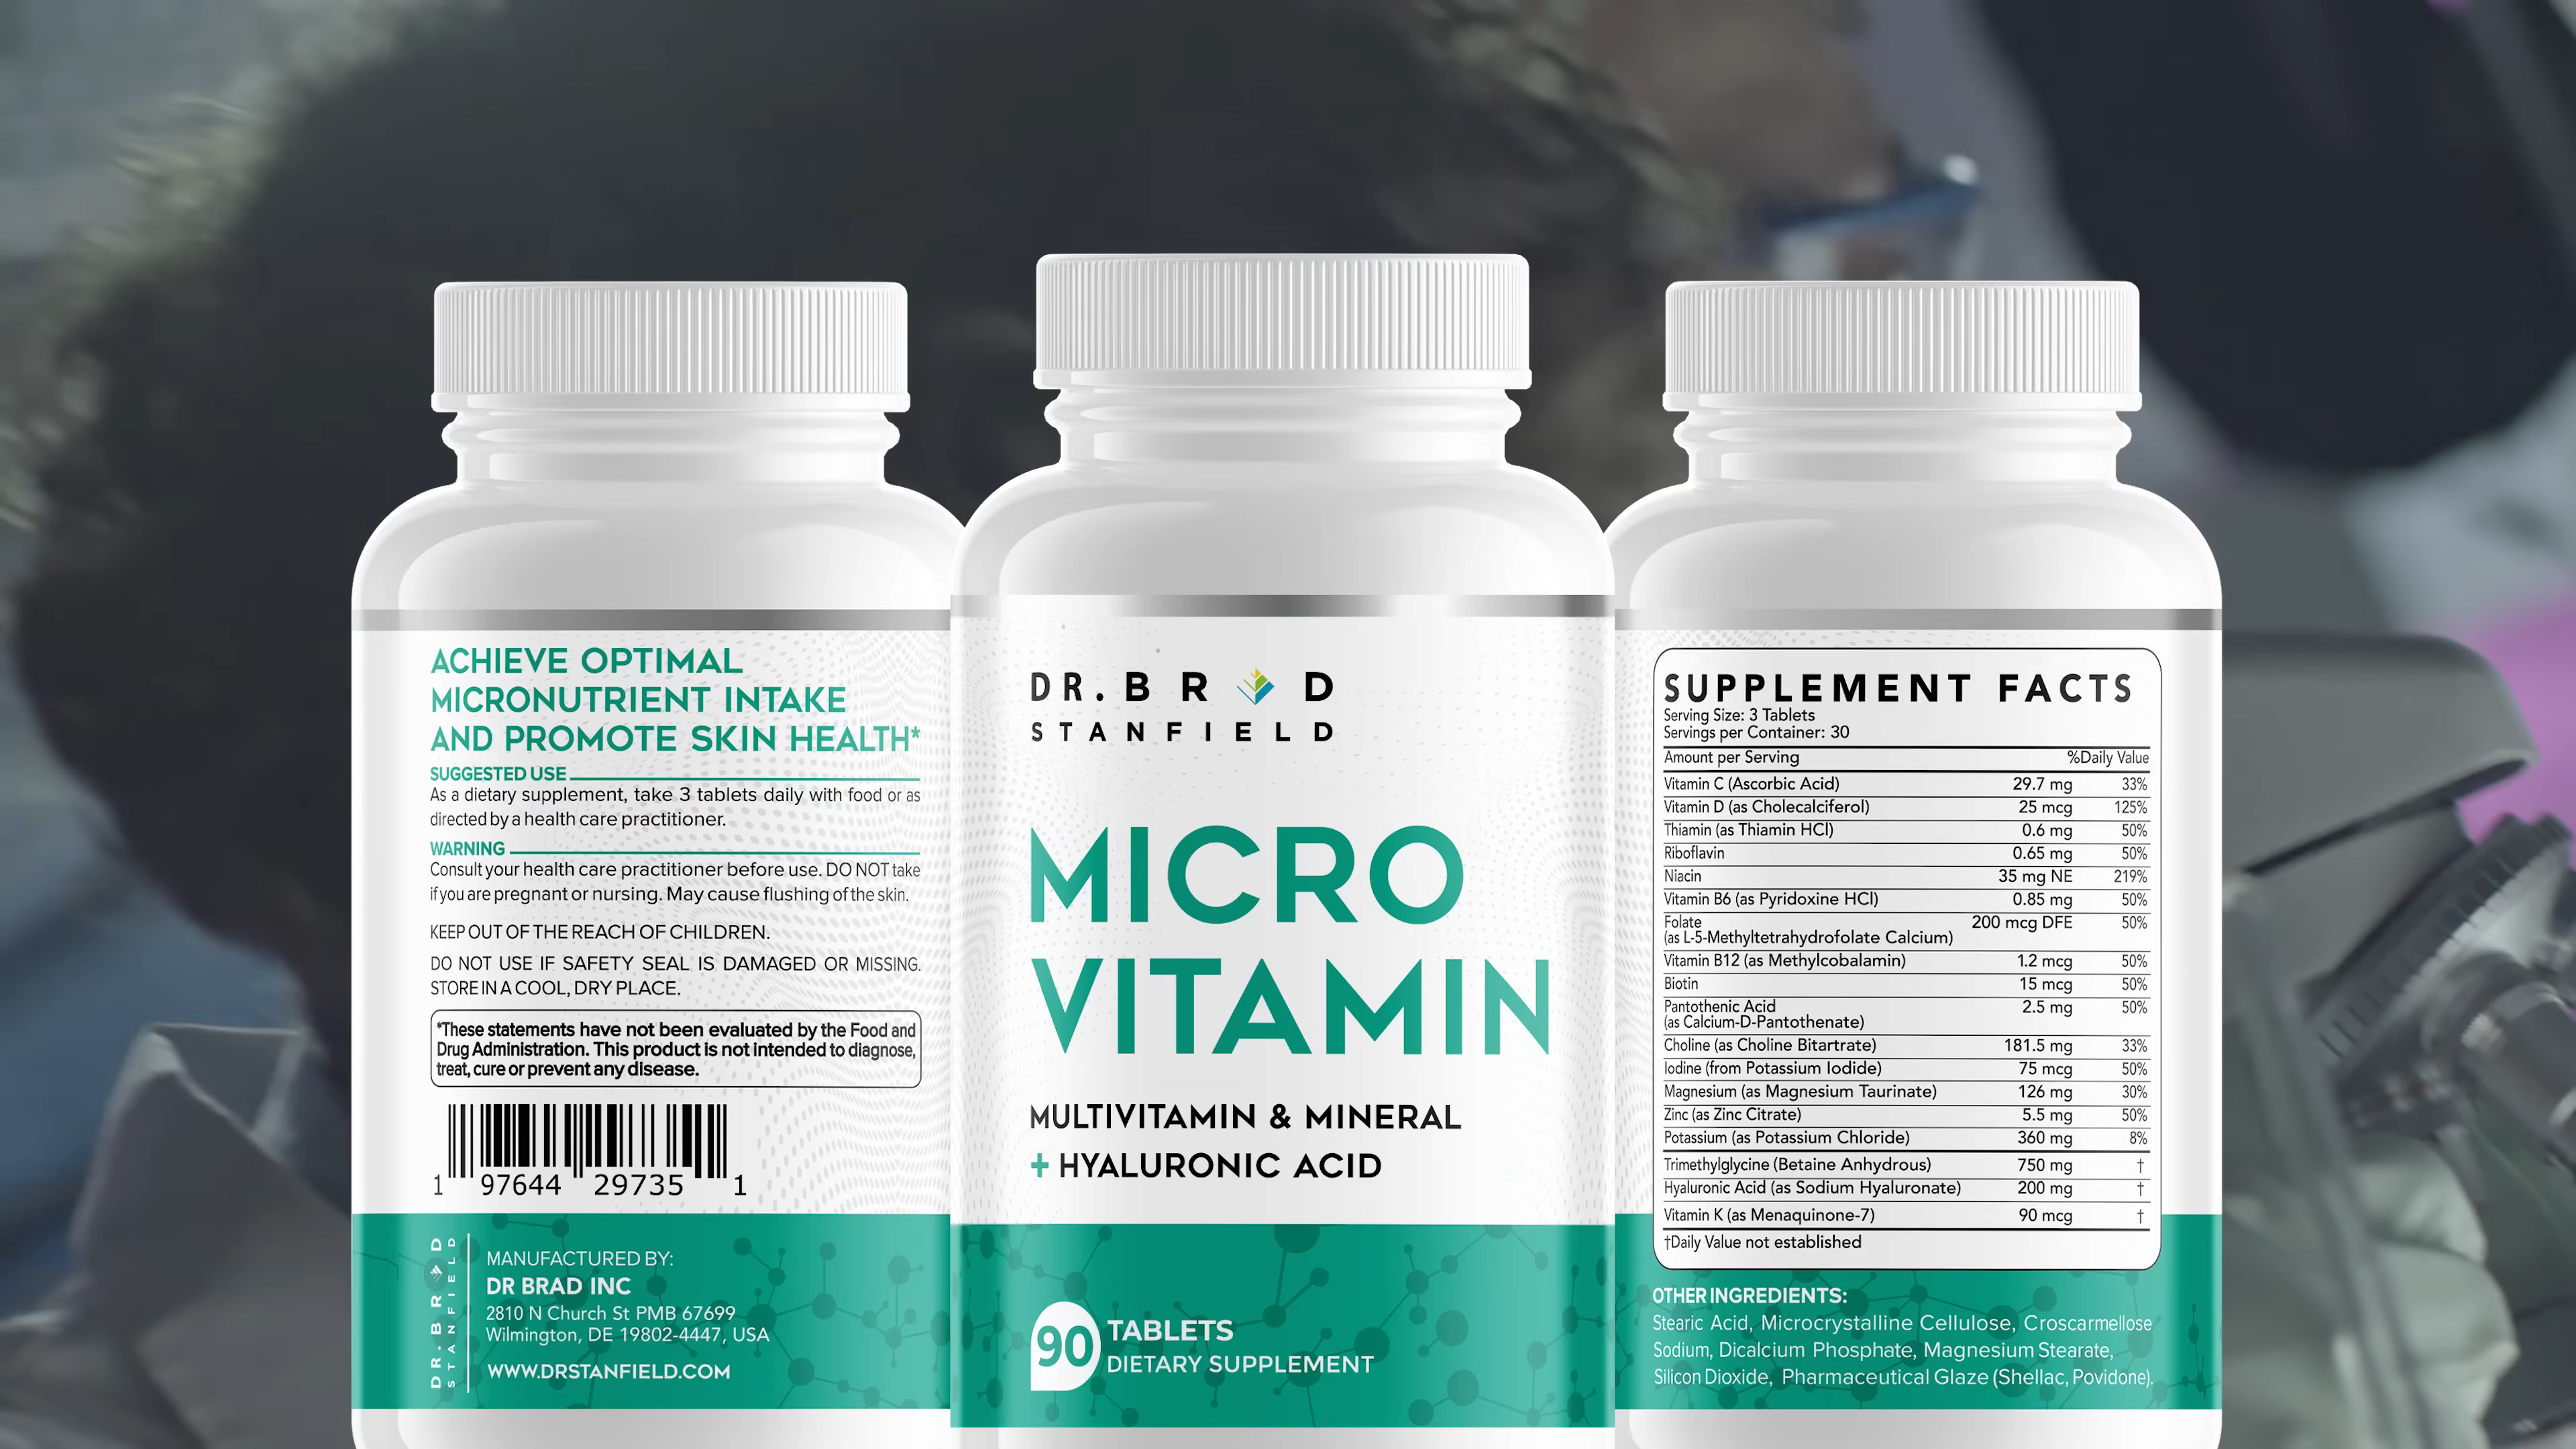 ACHIEVE OPTIMAL
MICRONUTRIENT INTAKE
AND PROMOTE SKIN HEALTH*
SUGGESTED USE
As a dietary supplement, take 3 tablets daily with food or as
directed by a health care practitioner.
WARNING
Consult your health care practitioner before use. DO NOT take
if you are pregnant or nursing. May cause flushing of the skin.
KEEP OUT OF THE REACH OF CHILDREN.
DO NOT USE IF SAFETY SEAL IS DAMAGED OR MISSING.
STORE IN A COOL, DRY PLACE.
*These statements have not been evaluated by the Food and
Drug Administration. This product is not intended to diagnose,
treat, cure or prevent any disease.
1 97644 29735 1
DR. BRAD
STANFIELD
MANUFACTURED BY:
DR BRAD INC
2810 N Church St PMB 67699
Wilmington, DE 19802-4447, USA
WWW.DRSTANFIELD.COM
DR. BR D
STANFIELD
MICRO
VITAMIN
MULTIVITAMIN & MINERAL
+ HYALURONIC ACID
90 TABLETS
DIETARY SUPPLEMENT
SUPPLEMENT FACTS
Serving Size: 3 Tablets
Servings per Container: 30
Amount per Serving %Daily Value
Vitamin C (Ascorbic Acid) 29.7 mg 33%
Vitamin D (as Cholecalciferol) 25 mcg 125%
Thiamin (as Thiamin HCl) 0.6 mg 50%
Riboflavin 0.65 mg 50%
Niacin 35 mg NE 219%
Vitamin B6 (as Pyridoxine HCl) 0.85 mg 50%
Folate 200 mcg DFE 50%
(as L-5-Methyltetrahydrofolate Calcium)
Vitamin B12 (as Methylcobalamin) 1.2 mcg 50%
Biotin 15 mcg 50%
Pantothenic Acid 2.5 mg 50%
(as Calcium-D-Pantothenate)
Choline (as Choline Bitartrate) 181.5 mg 33%
Iodine (from Potassium Iodide) 75 mcg 50%
Magnesium (as Magnesium Taurinate) 126 mg 30%
Zinc (as Zinc Citrate) 5.5 mg 50%
Potassium (as Potassium Chloride) 360 mg 8%
Trimethylglycine (Betaine Anhydrous) 750 mg †
Hyaluronic Acid (as Sodium Hyaluronate) 200 mg †
Vitamin K (as Menaquinone-7) 90 mcg †
†Daily Value not established
OTHER INGREDIENTS:
Stearic Acid, Microcrystalline Cellulose, Croscarmellose
Sodium, Dicalcium Phosphate, Magnesium Stearate,
Silicon Dioxide, Pharmaceutical Glaze (Shellac, Povidone).